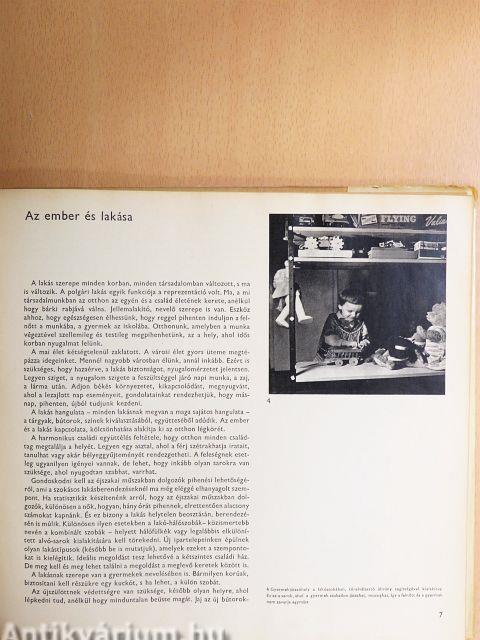 Az ember és lakása
FLYING
A lakás szerepe minden korban, minden társadalomban változott, s ma
is változik. A polgári lakás egyik funkciója a reprezentáció volt. Ma, a mi
társadalmunkban az otthon az egyén és a család életének kerete, anélkül
hogy bárki rabjává válna. Jellemalakító, nevelő szerepe is van. Eszköz
ahhoz, hogy egészségesen élhessünk, hogy reggel pihenten induljon a fel-
nőtt a munkába, a gyermek az iskolába. Otthonunk, amelyben a munka
végeztével szellemileg és testileg megpihenhetünk, az a hely, ahol idős
korban nyugalmat lelünk.
A mai élet kétségtelenül zaklatott. A városi élet gyors üteme megté-
pázza idegeinket. Mennél nagyobb városban élünk, annál inkább. Ezért is
szükséges, hogy hazaérve, a lakás biztonságot, nyugalomérzetet jelentsen.
Legyen sziget, a nyugalom szigete a feszültséggel járó napi munka, a zaj,
a lárma után. Adjon békés környezetet, kikapcsolódást, megnyugvást,
ahol a lezajlott nap eseményeit, gondolatainkat rendezhetjük, hogy más-
nap, pihenten, újból tudjunk kezdeni.
A lakás hangulata – minden lakásnak megvan a maga sajátos hangulata –
a tárgyak, bútorok, színek kiválasztásából, együtteséből adódik. Az ember
és a lakás kapcsolata, kölcsönhatása alakítja ki az otthon légkörét.
A harmonikus családi együttélés feltétele, hogy otthon minden család-
tag megtalálja a helyét. Legyen egy asztal, ahol a férj szétrakhatja iratait,
tanulhat vagy akár bélyeggyűjteményét rendezgetheti. A feleségnek eset-
leg ugyanilyen igényei vannak, de lehet, hogy inkább olyan sarokra van
szüksége, ahol nyugodtan szabhat, varrhat.
Gondoskodni kell az éjszakai műszakban dolgozók pihenési lehetőségé-
ről, ami a szokásos lakásberendezéseknél ma még eléggé elhanyagolt szem-
pont. Ha statisztikát készítenénk arról, hogy az éjszakai műszakban dol-
gozók, különösen a nők, hogyan, hány órát pihennek, elrettentően alacsony
számokat kapnánk. És ez bizony a lakás helytelen beosztásán, berendezé-
sén is múlik. Különösen ilyen esetekben a lakó-hálószobák – közismertebb
nevén a kombinált szobák – helyett hálófülkék vagy legalábbis elkülöní-
tett alvó-sarok kialakítására kell törekedni. Új ipartelepinken épülnek
olyan lakástípusok (később be is mutatjuk), amelyek ezeket a szemponto-
kat is kielégítik. Ideális megoldást tesz lehetővé a kétszintes családi ház.
De meg kell és meg lehet találni a megoldást a meglevő keretek között is.
A lakásnak szerepe van a gyermekek nevelésében is. Bármilyen korúak,
biztosítani kell részükre egy kuckót, s ha lehet, a külön szobát.
Az újszülöttnek védettségre van szüksége, később olyan helyre, ahol
lépkedni tud, anélkül hogy minduntalan beüsse magát. Jaj az új bútorok-
4
7
Antikvárium.hu